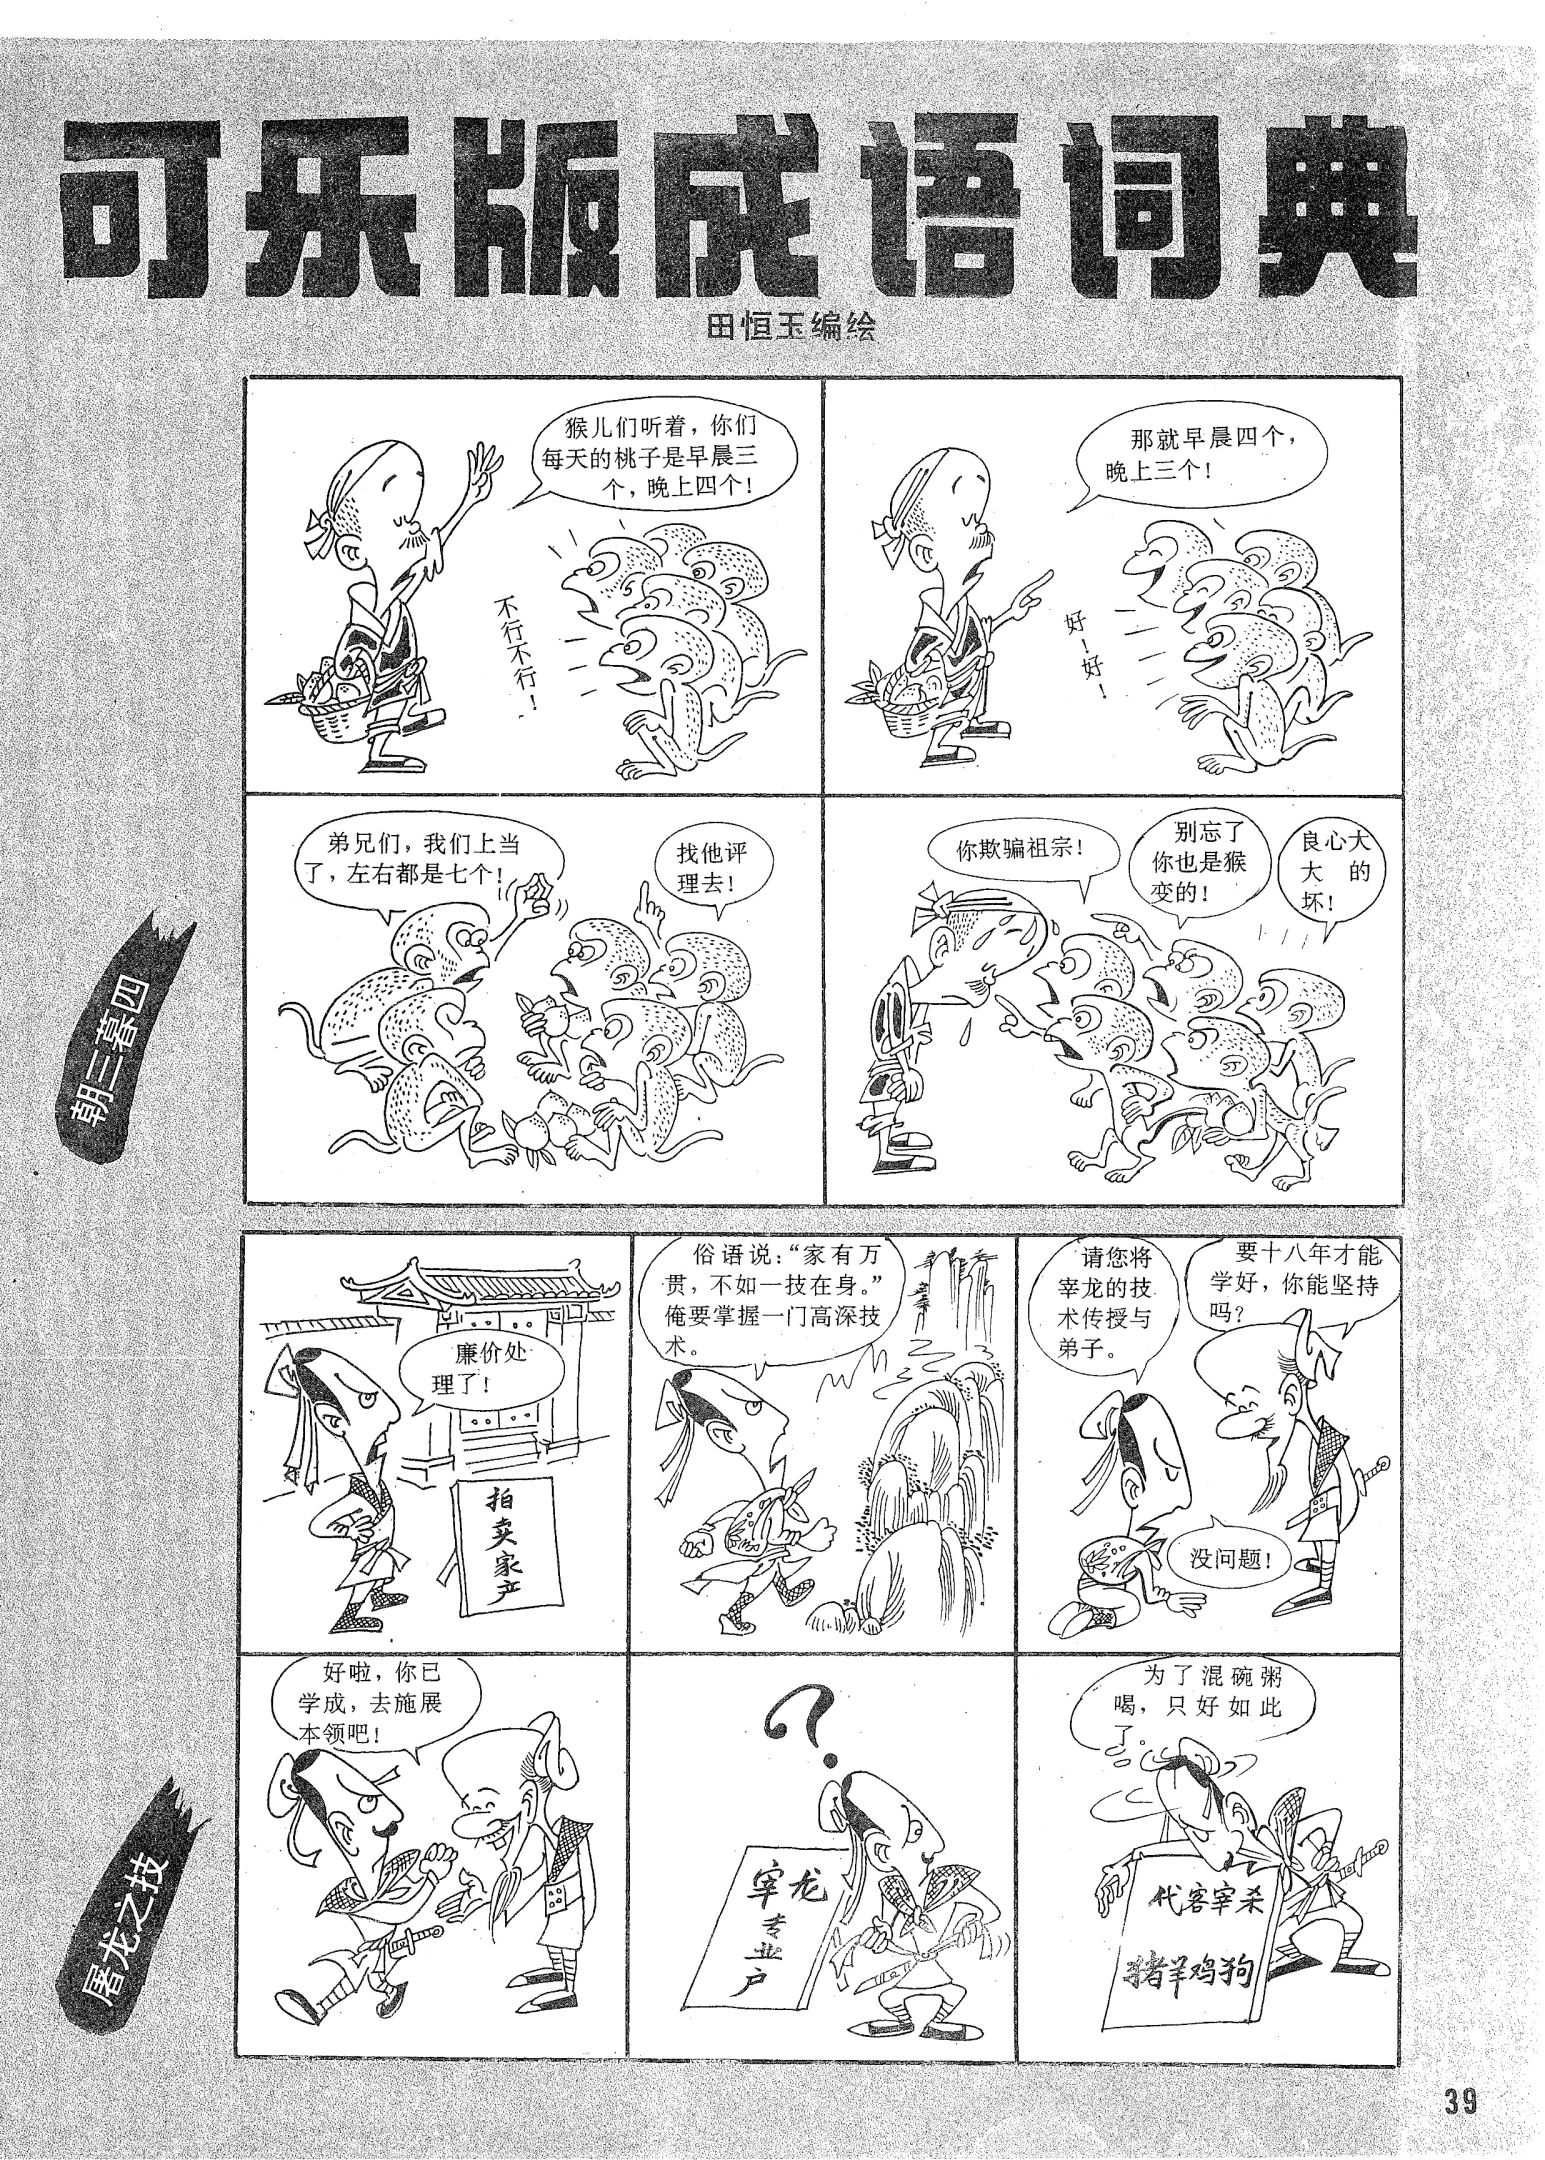 可乐版成语词典
田恒玉编绘
朝三暮四
猴儿们听着，你们
每天的桃子是早晨三
个，晚上四个！
不行不行！
那就早晨四个，
晚上三个！
好！好！
弟兄们，我们上当
了，左右都是七个！
找他评
理去！
你欺骗祖宗！
别忘了
你也是猴
变的！
良心大
大的
坏！
屠龙之技
廉价处
理了！
拍卖家产
俗语说：“家有万
贯，不如一技在身。”
俺要掌握一门高深技
术。
请您将
宰龙的技
术传授与
弟子。
要十八年才能
学好，你能坚持
吗？
没问题！
好啦，你已
学成，去施展
本领吧！
？
宰龙
专业户
为了混碗粥
喝，只好如此
了。
代客宰杀
猪羊鸡狗
39